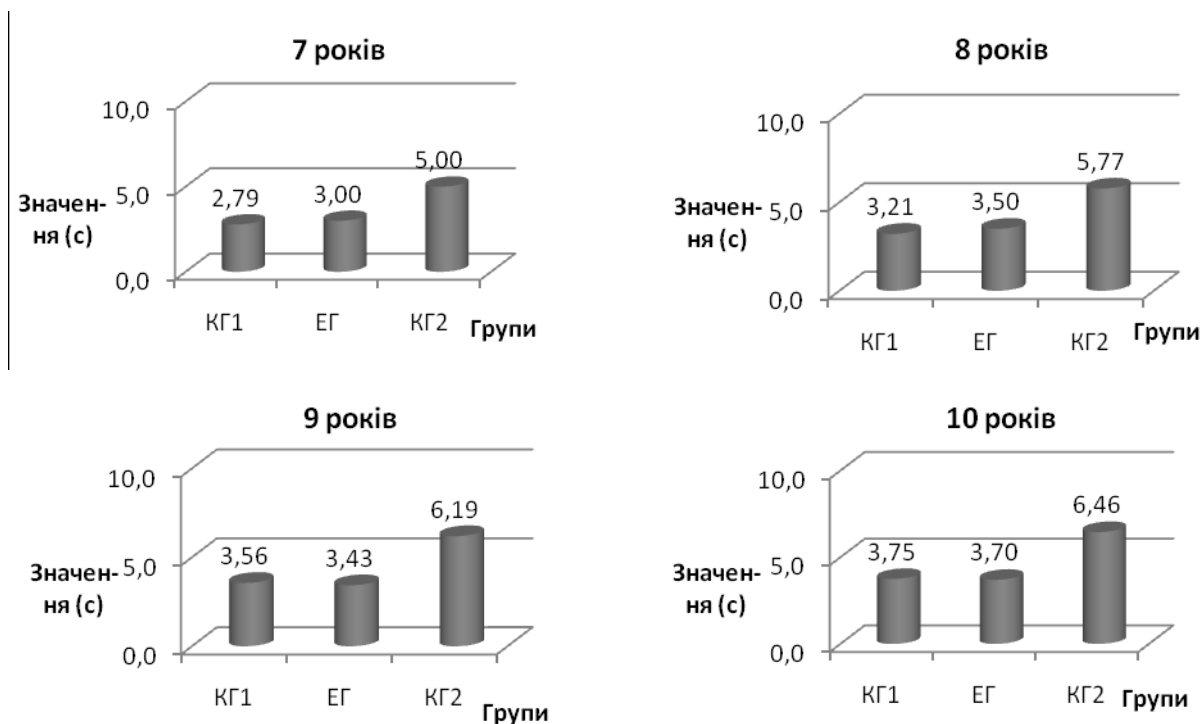 7 років
10,0
5,0
0,0
Значен-
ня (с)
2,79
3,00
5,00
КГ1
ЕГ
КГ2
Групи
8 років
10,0
5,0
0,0
Значен-
ня (с)
3,21
3,50
5,77
КГ1
ЕГ
КГ2
Групи
9 років
10,0
5,0
0,0
Значен-
ня (с)
3,56
3,43
6,19
КГ1
ЕГ
КГ2
Групи
10 років
10,0
5,0
0,0
Значен-
ня (с)
3,75
3,70
6,46
КГ1
ЕГ
КГ2
Групи